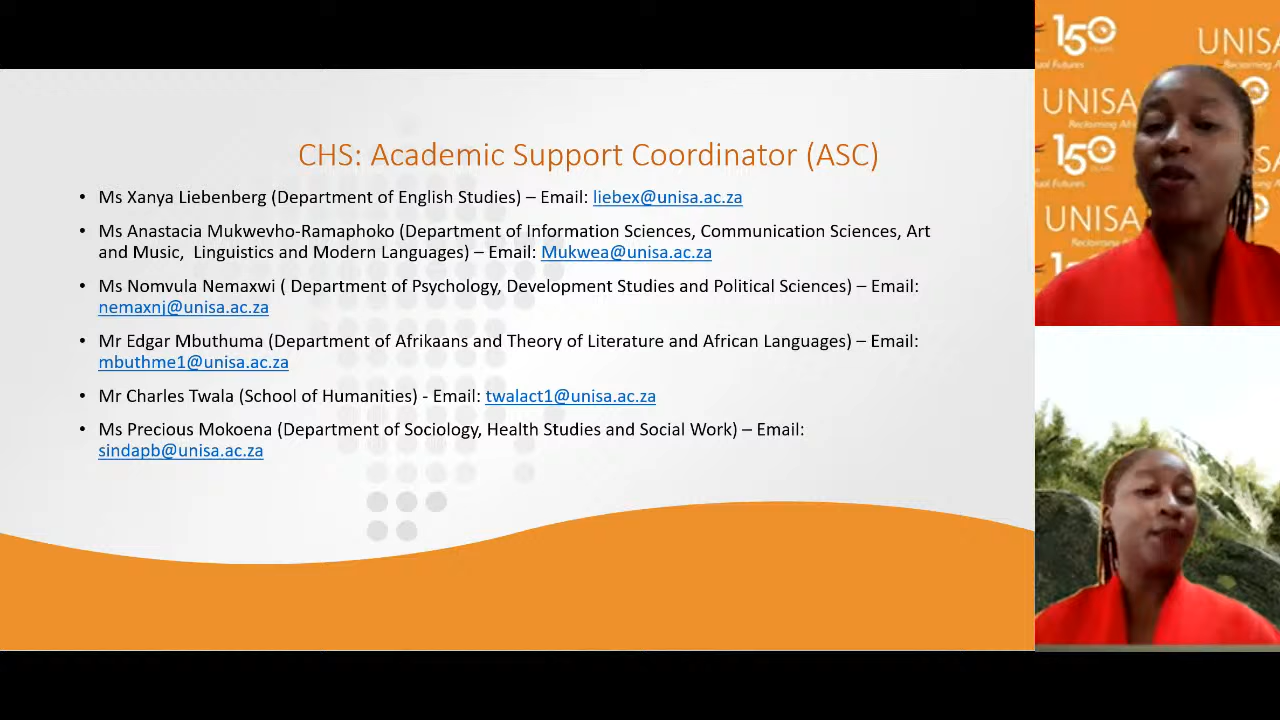 CHS: Academic Support Coordinator (ASC)
• Ms Xanya Liebenberg (Department of English Studies) – Email: liebex@unisa.ac.za
• Ms Anastacia Mukwevho-Ramaphoko (Department of Information Sciences, Communication Sciences, Art
and Music,  Linguistics and Modern Languages) – Email: Mukwea@unisa.ac.za
• Ms Nomvula Nemaxwi ( Department of Psychology, Development Studies and Political Sciences) – Email:
nemaxnj@unisa.ac.za
• Mr Edgar Mbuthuma (Department of Afrikaans and Theory of Literature and African Languages) – Email:
mbuthme1@unisa.ac.za
• Mr Charles Twala (School of Humanities) - Email: twalact1@unisa.ac.za
• Ms Precious Mokoena (Department of Sociology, Health Studies and Social Work) – Email:
sindapb@unisa.ac.za
150
UNISA
Futures
UNISA
Reclaiming
150
Futures
UNISA
Reclaiming